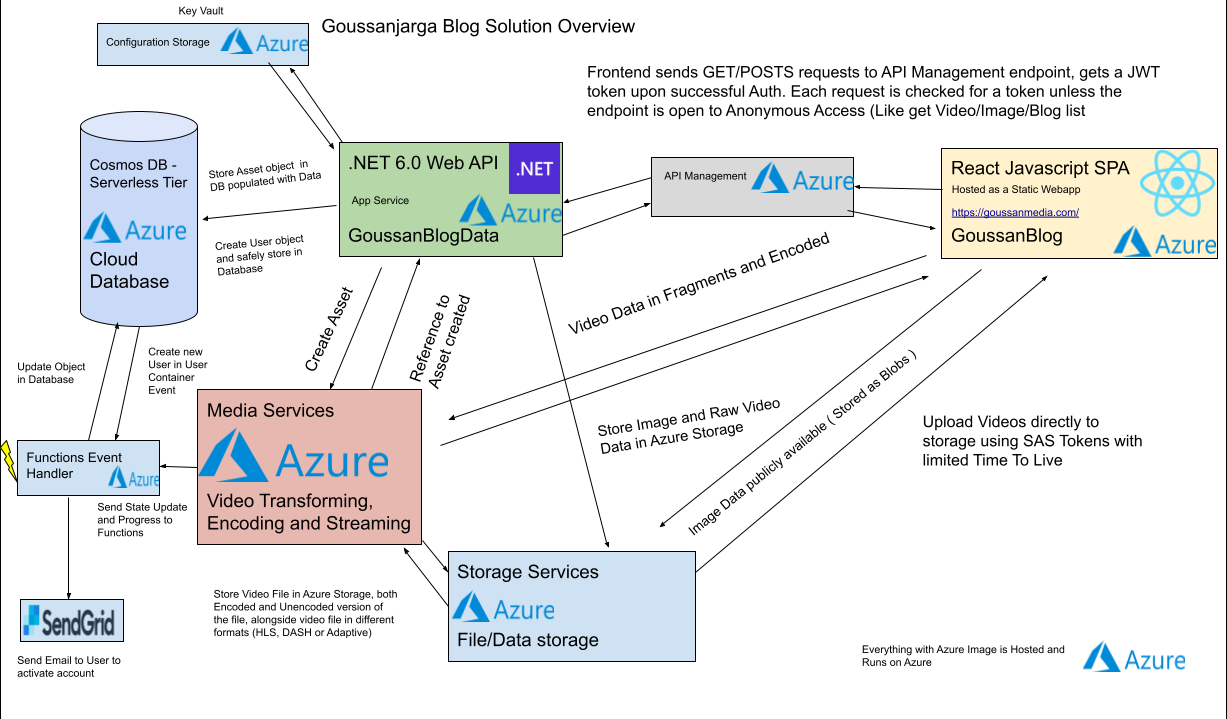 Key Vault
Goussanjarga Blog Solution Overview
Configuration Storage
Azure
Frontend sends GET/POSTS requests to API Management endpoint, gets a JWT
token upon successful Auth. Each request is checked for a token unless the
endpoint is open to Anonymous Access (Like get Video/Image/Blog list
Cosmos DB -
Serverless Tier
Azure
Cloud
Database
Store Asset object in
DB populated with Data
Create User object
and safely store in
Database
.NET 6.0 Web API
.NET
App Service
Azure
GoussanBlogData
API Management
Azure
React Javascript SPA
Hosted as a Static Webapp
https://goussanmedia.com/
GoussanBlog
Azure
Video Data in Fragments and Encoded
Create Asset
Reference to
Asset created
Update Object
in Database
Create new
User in User
Container
Event
Media Services
Azure
Video Transforming,
Encoding and Streaming
Store Image and Raw Video
Data in Azure Storage
Image Data publicly available ( Stored as Blobs )
Upload Videos directly to
storage using SAS Tokens with
limited Time To Live
Functions Event
Handler
Azure
Send State Update
and Progress to
Functions
Storage Services
Azure
File/Data storage
Store Video File in Azure Storage, both
Encoded and Unencoded version of
the file, alongside video file in different
formats (HLS, DASH or Adaptive)
SendGrid
Send Email to User to
activate account
Everything with Azure Image is Hosted and
Runs on Azure
Azure